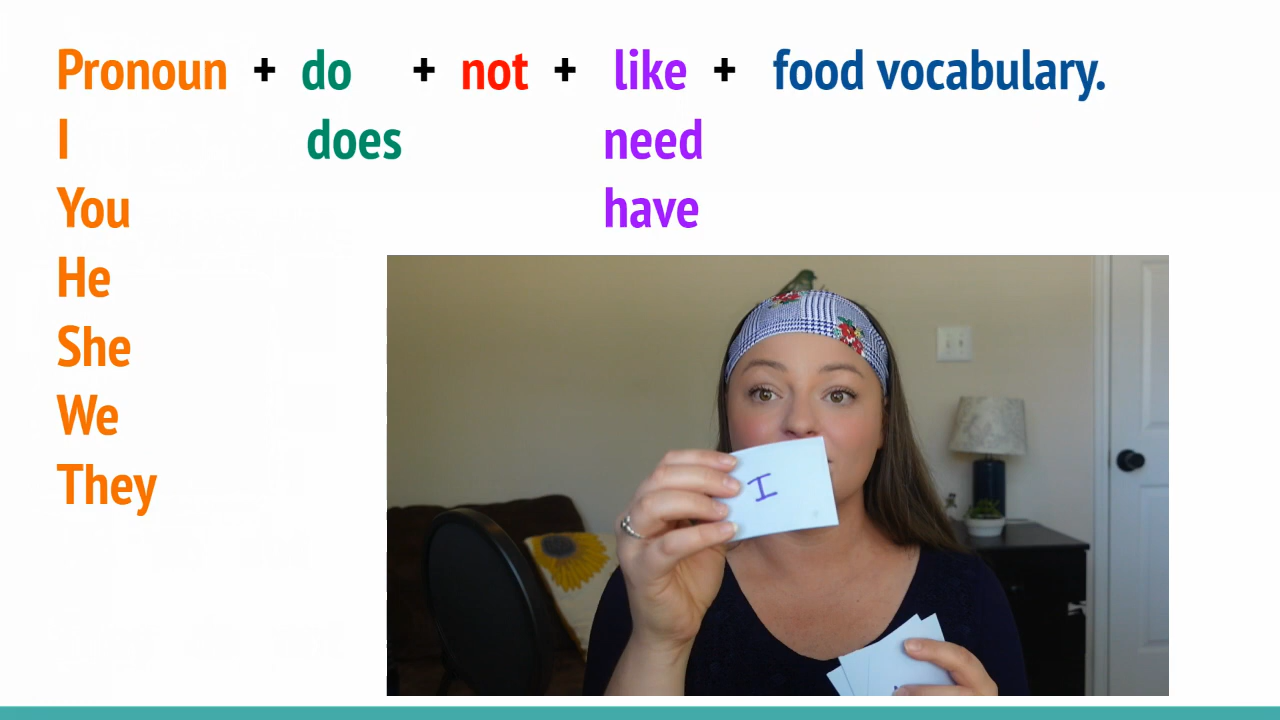 Pronoun + do + not + like + food vocabulary.
I does need
You have
He
She
We
They
I